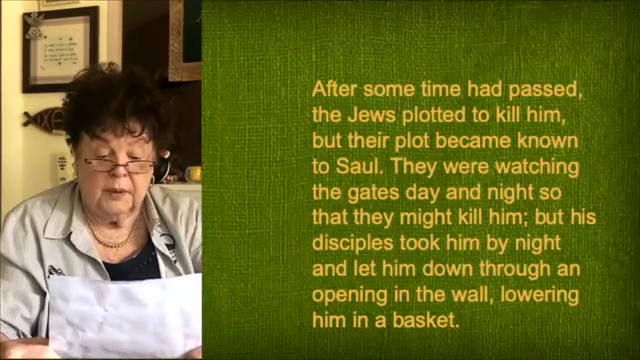 After some time had passed,
the Jews plotted to kill him,
but their plot became known
to Saul. They were watching
the gates day and night so
that they might kill him; but his
disciples took him by night
and let him down through an
opening in the wall, lowering
him in a basket.